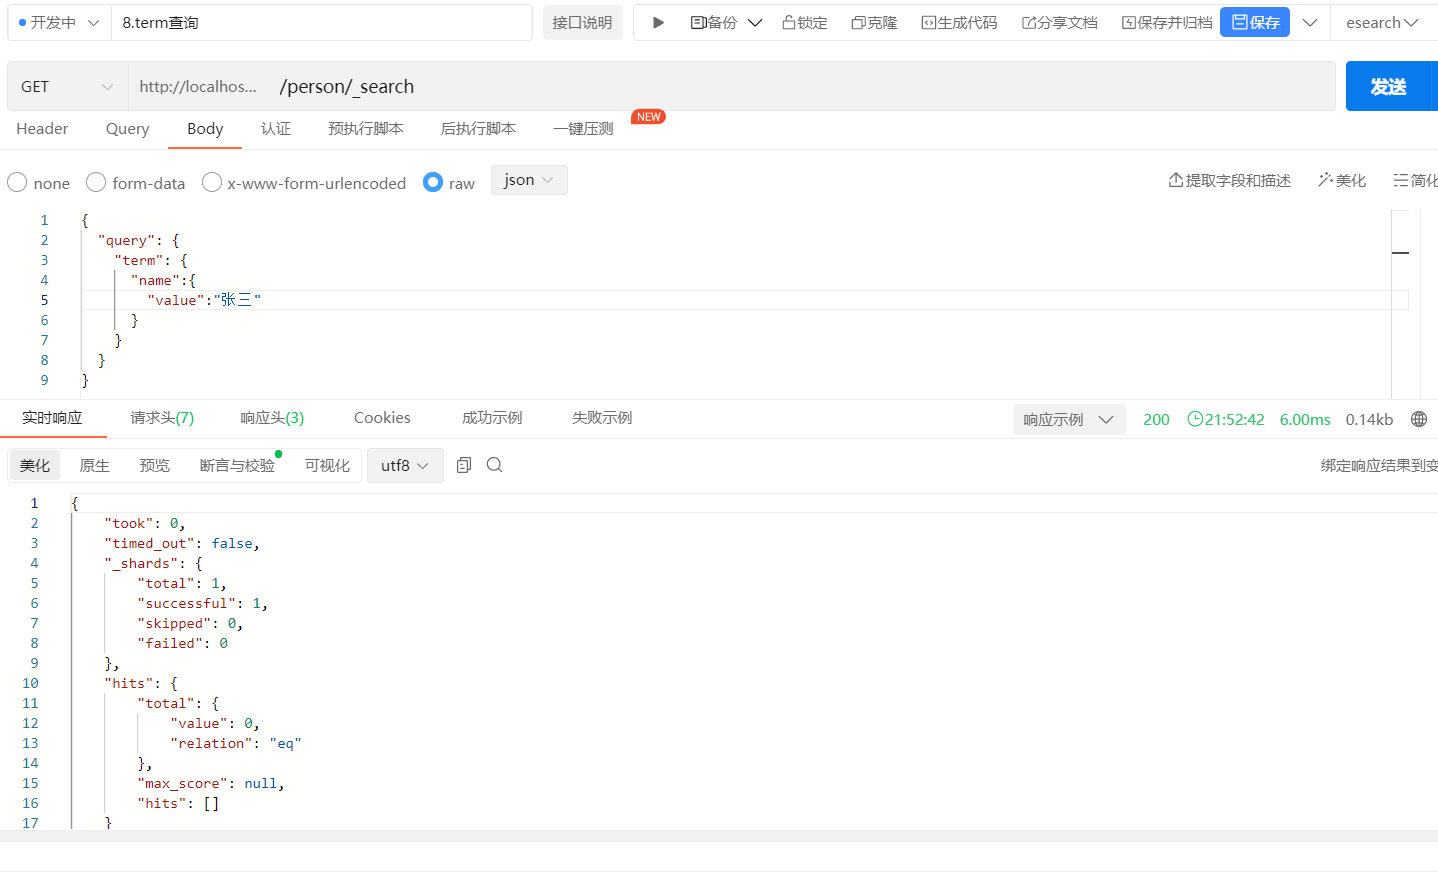 开发中 8.term查询 接口说明 备份 锁定 克隆 生成代码 分享文档 保存并归档 保存 esearch
GET http://localhos... /person/_search 发送
Header Query Body 认证 预执行脚本 后执行脚本 一键压测 NEW
none form-data x-www-form-urlencoded raw json 提取字段和描述 美化 简化
1 {
2 "query": {
3 "term": {
4 "name":{
5 "value":"张三"
6 }
7 }
8 }
9 }
实时响应 请求头(7) 响应头(3) Cookies 成功示例 失败示例 响应示例 200 21:52:42 6.00ms 0.14kb
美化 原生 预览 断言与校验 可视化 utf8 绑定响应结果到变
1 {
2 "took": 0,
3 "timed_out": false,
4 "_shards": {
5 "total": 1,
6 "successful": 1,
7 "skipped": 0,
8 "failed": 0
9 },
10 "hits": {
11 "total": {
12 "value": 0,
13 "relation": "eq"
14 },
15 "max_score": null,
16 "hits": []
17 }